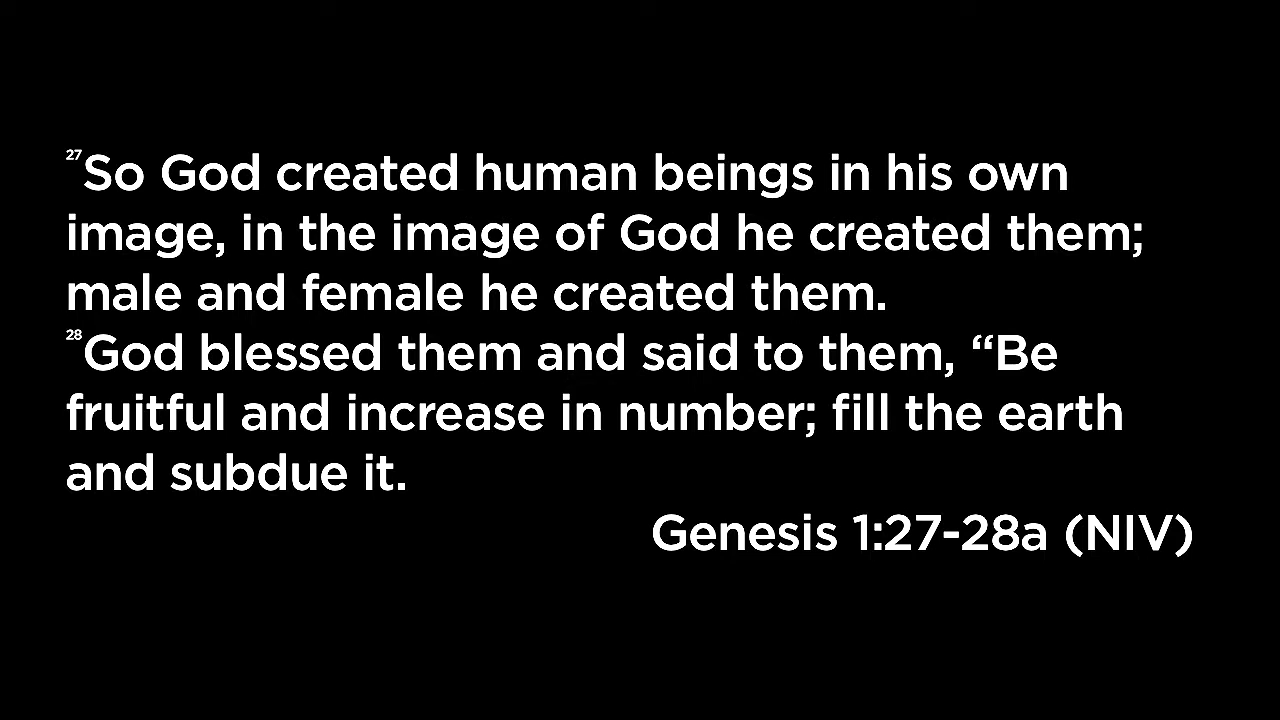 27So God created human beings in his own
image, in the image of God he created them;
male and female he created them.
28God blessed them and said to them, “Be
fruitful and increase in number; fill the earth
and subdue it.
Genesis 1:27-28a (NIV)